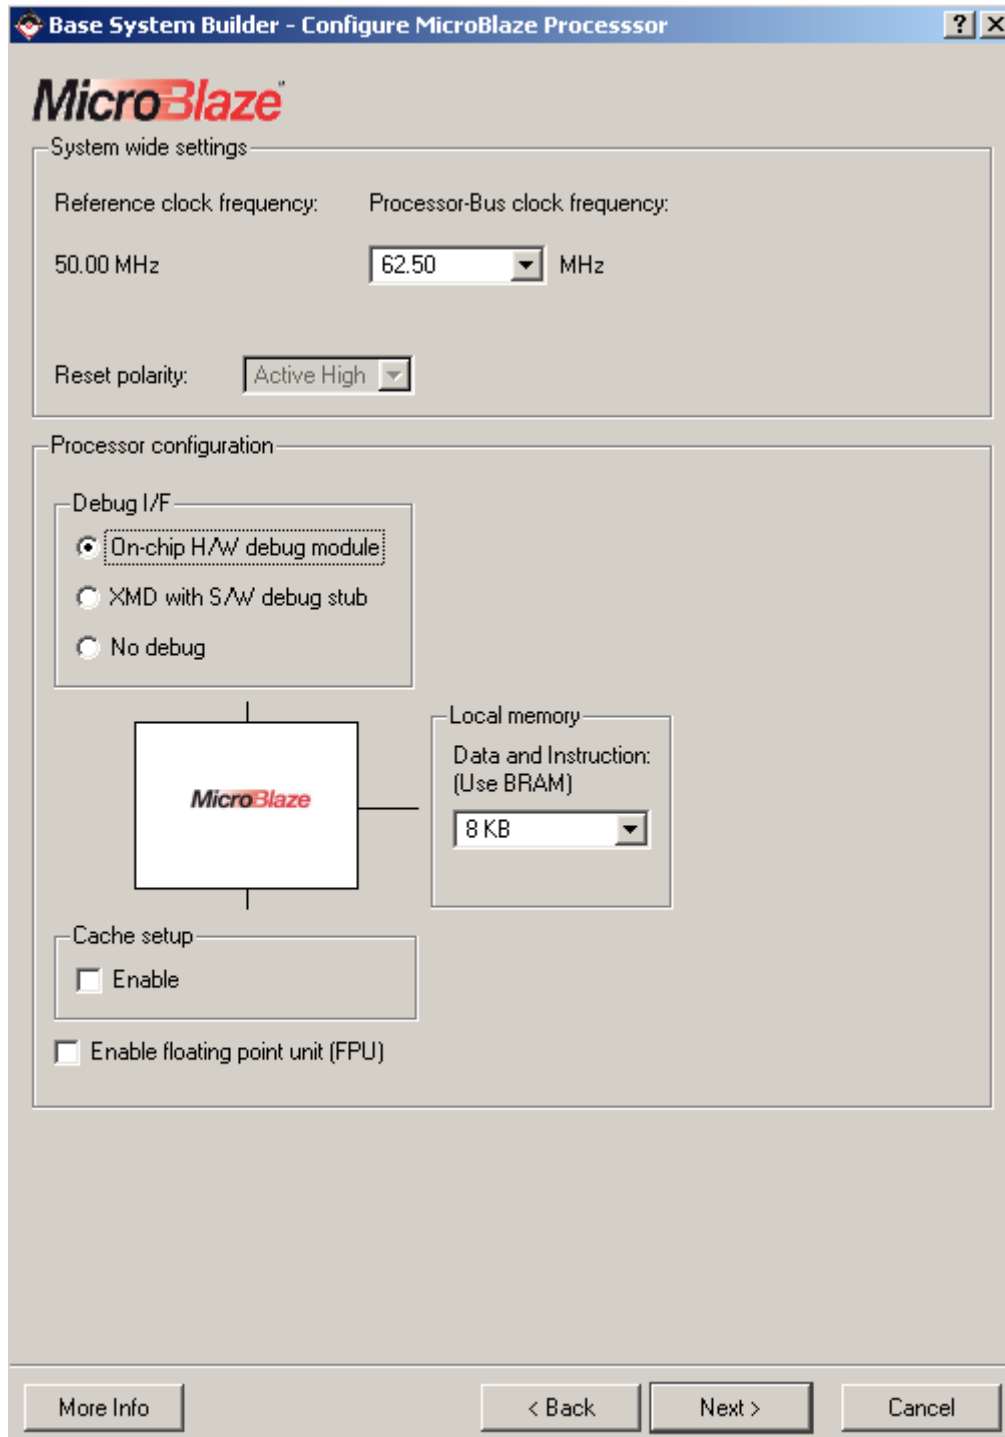 Base System Builder - Configure MicroBlaze Processsor
MicroBlaze™
System wide settings
Reference clock frequency: Processor-Bus clock frequency:
50.00 MHz 62.50 MHz
Reset polarity: Active High
Processor configuration
Debug I/F
On-chip H/W debug module
XMD with S/W debug stub
No debug
Local memory
Data and Instruction:
(Use BRAM)
MicroBlaze
8 KB
Cache setup
Enable
Enable floating point unit (FPU)
More Info < Back Next > Cancel